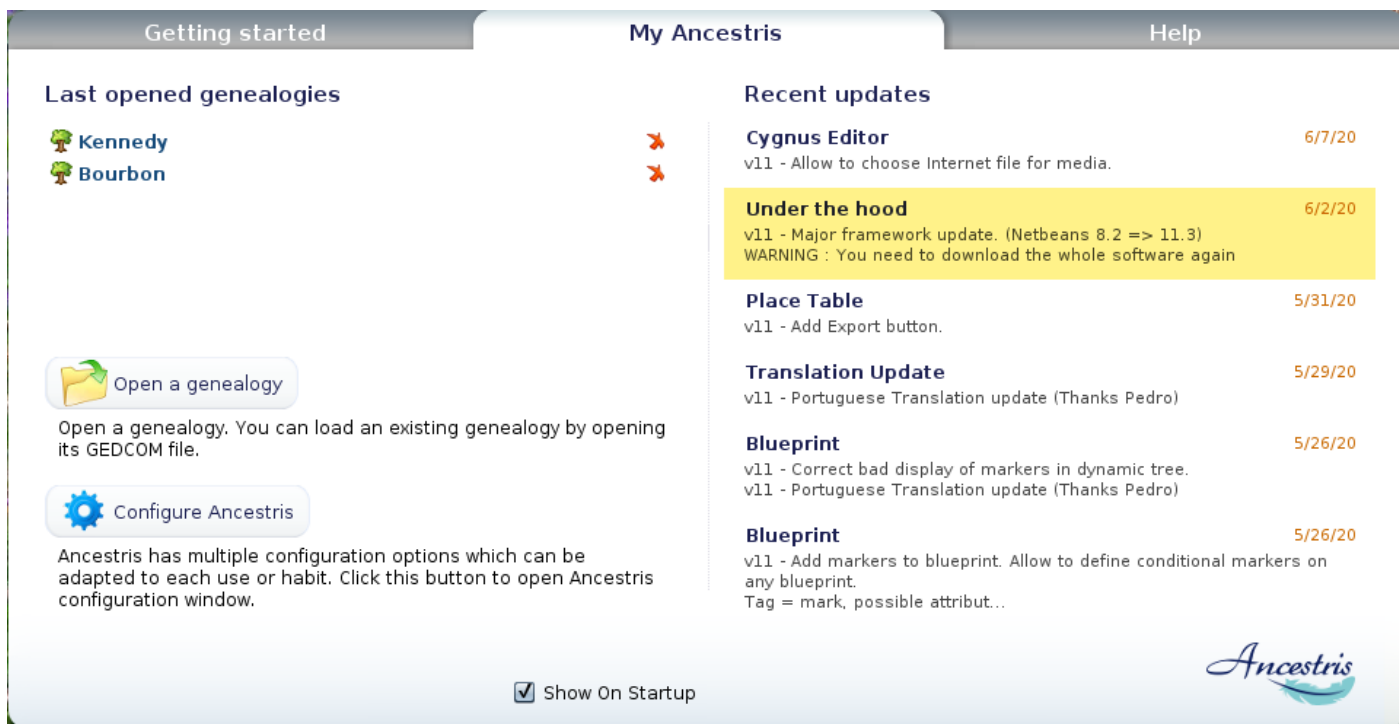 Getting started
My Ancestris
Help
Last opened genealogies
Kennedy
Bourbon
Open a genealogy
Open a genealogy. You can load an existing genealogy by opening
its GEDCOM file.
Configure Ancestris
Ancestris has multiple configuration options which can be
adapted to each use or habit. Click this button to open Ancestris
configuration window.
Recent updates
Cygnus Editor 6/7/20
v11 - Allow to choose Internet file for media.
Under the hood 6/2/20
v11 - Major framework update. (Netbeans 8.2 => 11.3)
WARNING : You need to download the whole software again
Place Table 5/31/20
v11 - Add Export button.
Translation Update 5/29/20
v11 - Portuguese Translation update (Thanks Pedro)
Blueprint 5/26/20
v11 - Correct bad display of markers in dynamic tree.
v11 - Portuguese Translation update (Thanks Pedro)
Blueprint 5/26/20
v11 - Add markers to blueprint. Allow to define conditional markers on
any blueprint.
Tag = mark, possible attribut...
Ancestris
Show On Startup